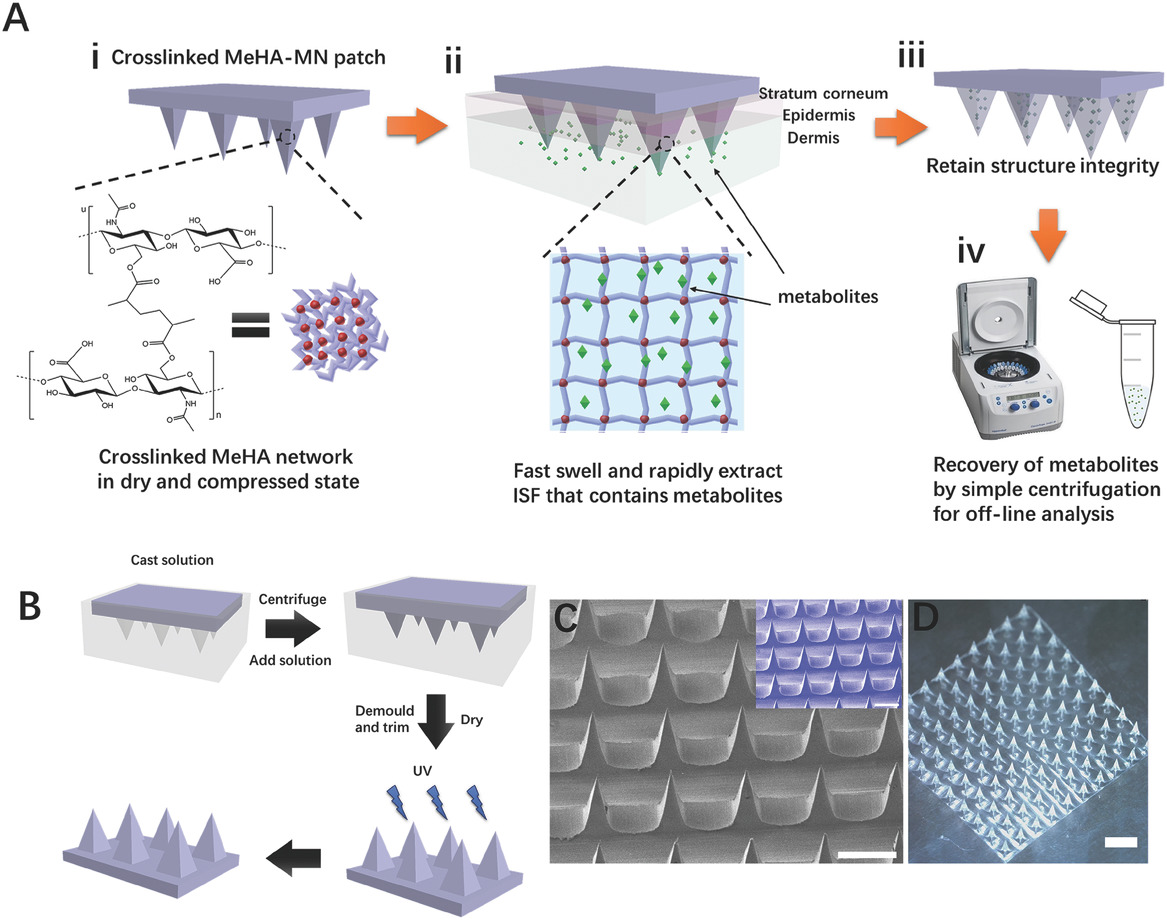 A
i Crosslinked MeHA-MN patch
ii
iii
Stratum corneum
Epidermis
Dermis
Retain structure integrity
u
O
NH
HO
OH
O
O
O
HO
O
OH
O
O
HO
O
O
O
O
OH
O
O
HO
OH
O
HO
O
O
NH
O
n
metabolites
iv
Crosslinked MeHA network
in dry and compressed state
Fast swell and rapidly extract
ISF that contains metabolites
Recovery of metabolites
by simple centrifugation
for off-line analysis
B
Cast solution
Centrifuge
Add solution
Demould
and trim
Dry
UV
C
D